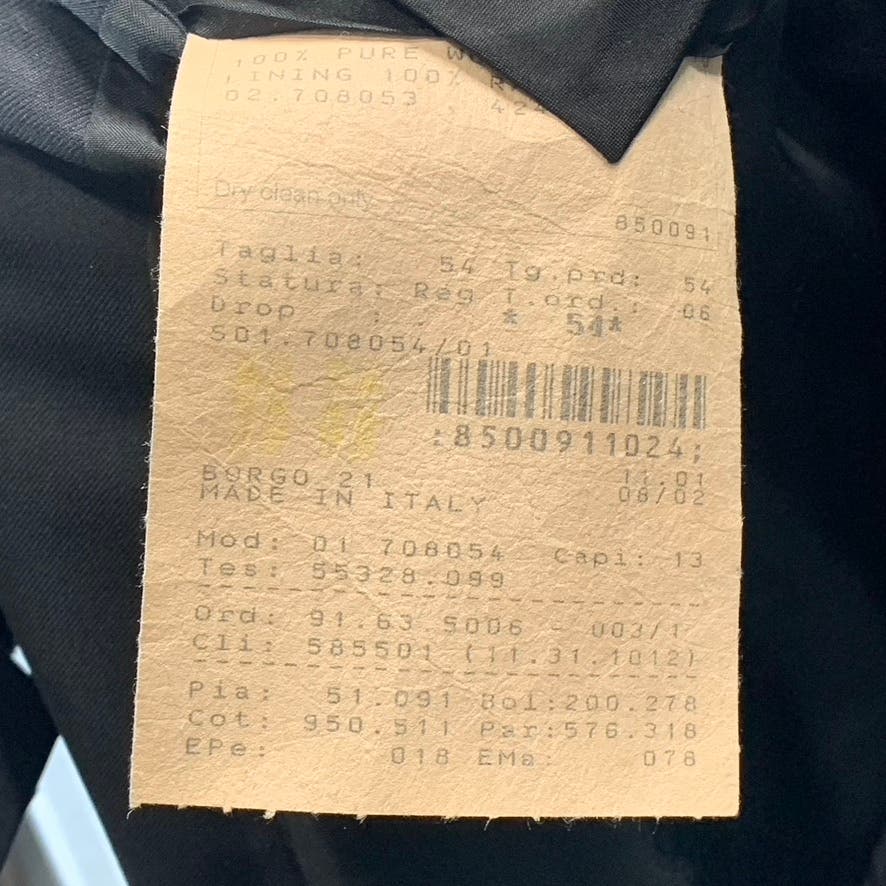 100% PURE
LINING 100%
02.708053 , 424
Dry clean only
850091
Taglia: 54 Tg.prd: 54
Statura: Reg T.ord.: 06
Drop : . * 54*
S01.708054/01
:8500911024;
BORGO 21 11.01
MADE IN ITALY 08/02
Mod: 01 708054 Capi: 13
Tes: 55328.099
Ord: 91.63.5006 - 003/1
Cli: 585501 (11.31.1012)
Pia: 51.091 Bol:200.278
Cot: 950.511 Par:576.318
EPe: 018 EMa: 078